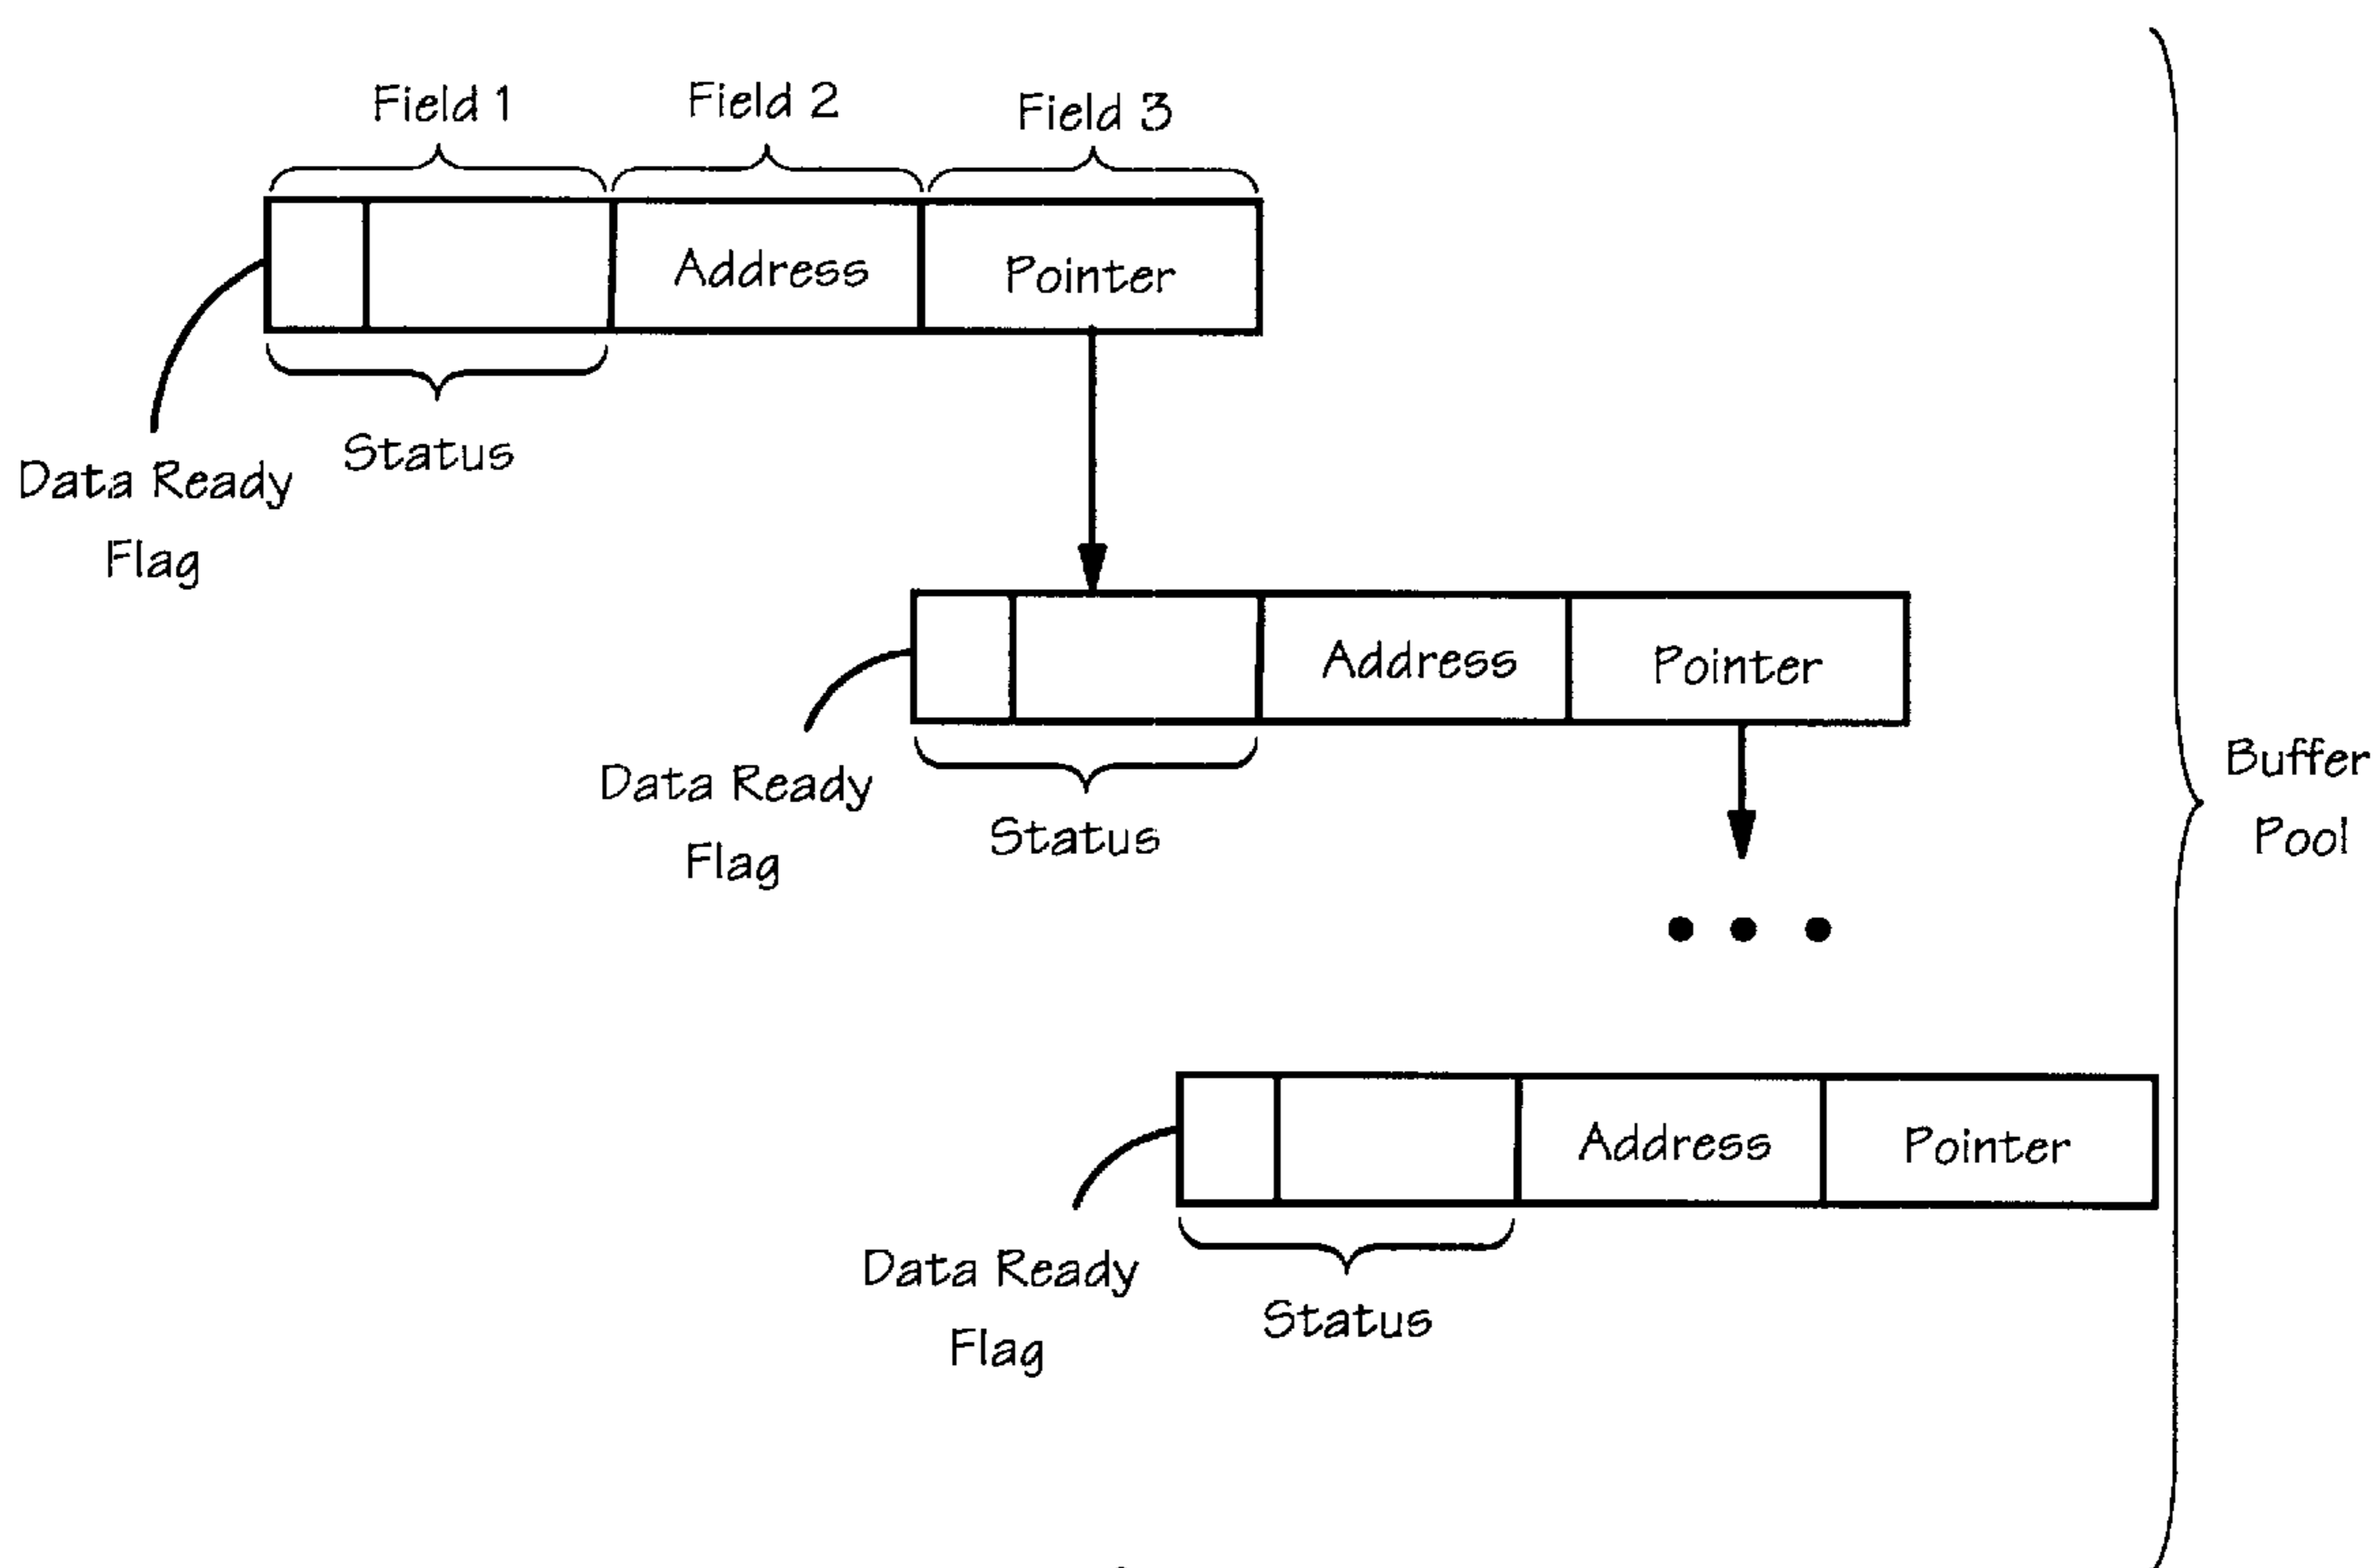 Field 1
Field 2
Field 3
Address
Pointer
Status
Data Ready
Flag
Address
Pointer
Data Ready
Flag
Status
Buffer
Pool
Address
Pointer
Data Ready
Flag
Status